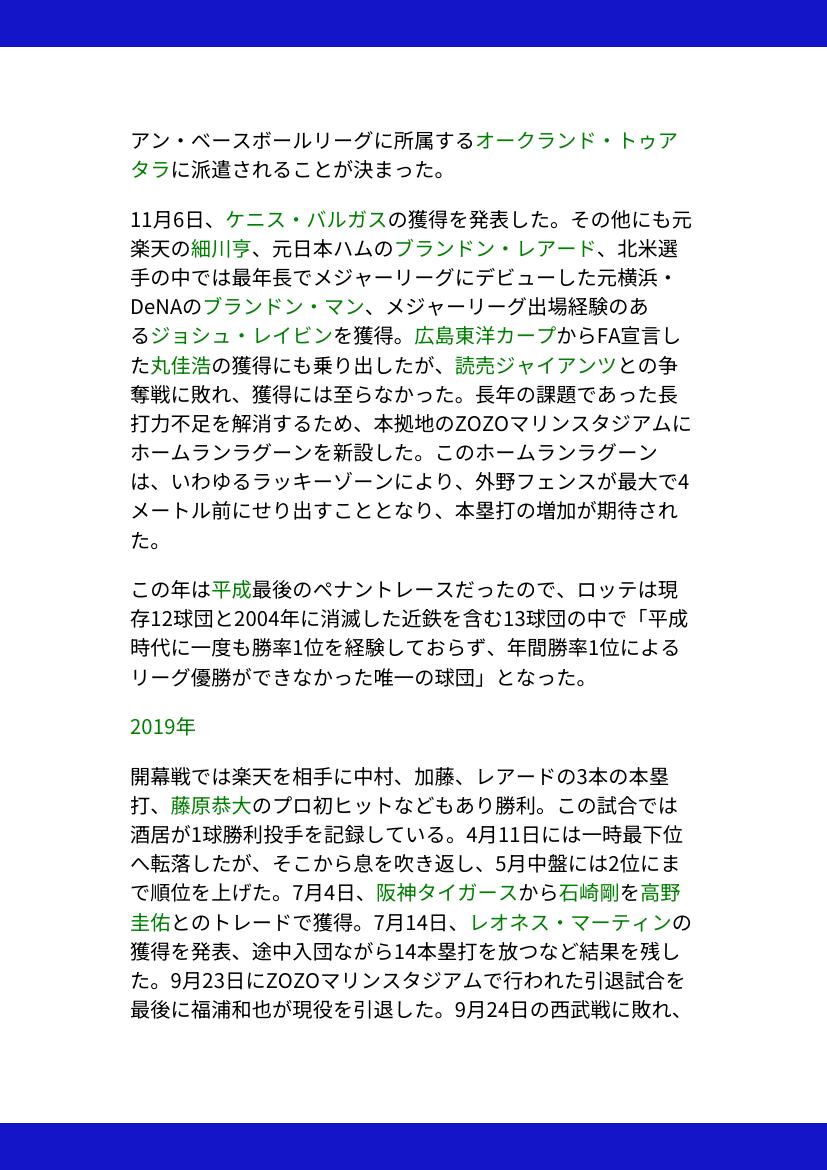 アン・ベースボールリーグに所属するオークランド・トゥア
タラに派遣されることが決まった。
11月6日、ケニス・バルガスの獲得を発表した。その他にも元
楽天の細川亨、元日本ハムのブランドン・レアード、北米選
手の中では最年長でメジャーリーグにデビューした元横浜・
DeNAのブランドン・マン、メジャーリーグ出場経験のあ
るジョシュ・レイビンを獲得。広島東洋カープからFA宣言し
た丸佳浩の獲得にも乗り出したが、読売ジャイアンツとの争
奪戦に敗れ、獲得には至らなかった。長年の課題であった長
打力不足を解消するため、本拠地のZOZOマリンスタジアムに
ホームランラグーンを新設した。このホームランラグーン
は、いわゆるラッキーゾーンにより、外野フェンスが最大で4
メートル前にせり出すこととなり、本塁打の増加が期待され
た。
この年は平成最後のペナントレースだったので、ロッテは現
存12球団と2004年に消滅した近鉄を含む13球団の中で「平成
時代に一度も勝率1位を経験しておらず、年間勝率1位による
リーグ優勝ができなかった唯一の球団」となった。
2019年
開幕戦では楽天を相手に中村、加藤、レアードの3本の本塁
打、藤原恭大のプロ初ヒットなどもあり勝利。この試合では
酒居が1球勝利投手を記録している。4月11日には一時最下位
へ転落したが、そこから息を吹き返し、5月中盤には2位にま
で順位を上げた。7月4日、阪神タイガースから石崎剛を高野
圭佑とのトレードで獲得。7月14日、レオネス・マーティンの
獲得を発表、途中入団ながら14本塁打を放つなど結果を残し
た。9月23日にZOZOマリンスタジアムで行われた引退試合を
最後に福浦和也が現役を引退した。9月24日の西武戦に敗れ、